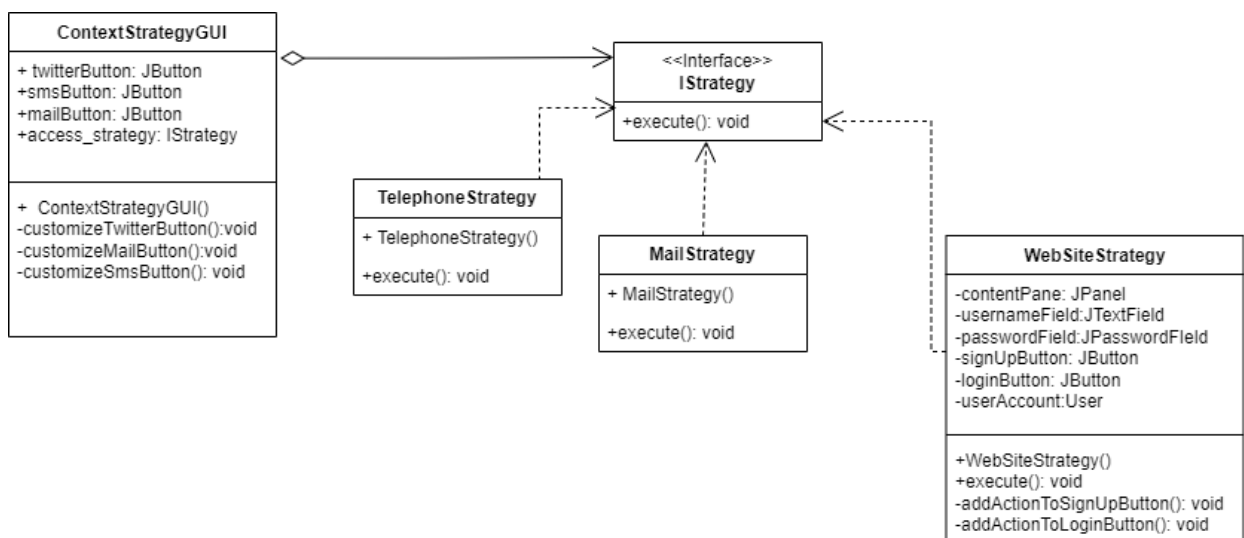 ContextStrategyGUI
+ twitterButton: JButton
+smsButton: JButton
+mailButton: JButton
+access_strategy: IStrategy
+ ContextStrategyGUI()
-customizeTwitterButton():void
-customizeMailButton():void
-customizeSmsButton(): void
<<Interface>>
IStrategy
+execute(): void
TelephoneStrategy
+ TelephoneStrategy()
+execute(): void
MailStrategy
+ MailStrategy()
+execute(): void
WebSiteStrategy
-contentPane: JPanel
-usernameField:JTextField
-passwordField:JPasswordFIeld
-signUpButton: JButton
-loginButton: JButton
-userAccount:User
+WebSiteStrategy()
+execute(): void
-addActionToSignUpButton(): void
-addActionToLoginButton(): void